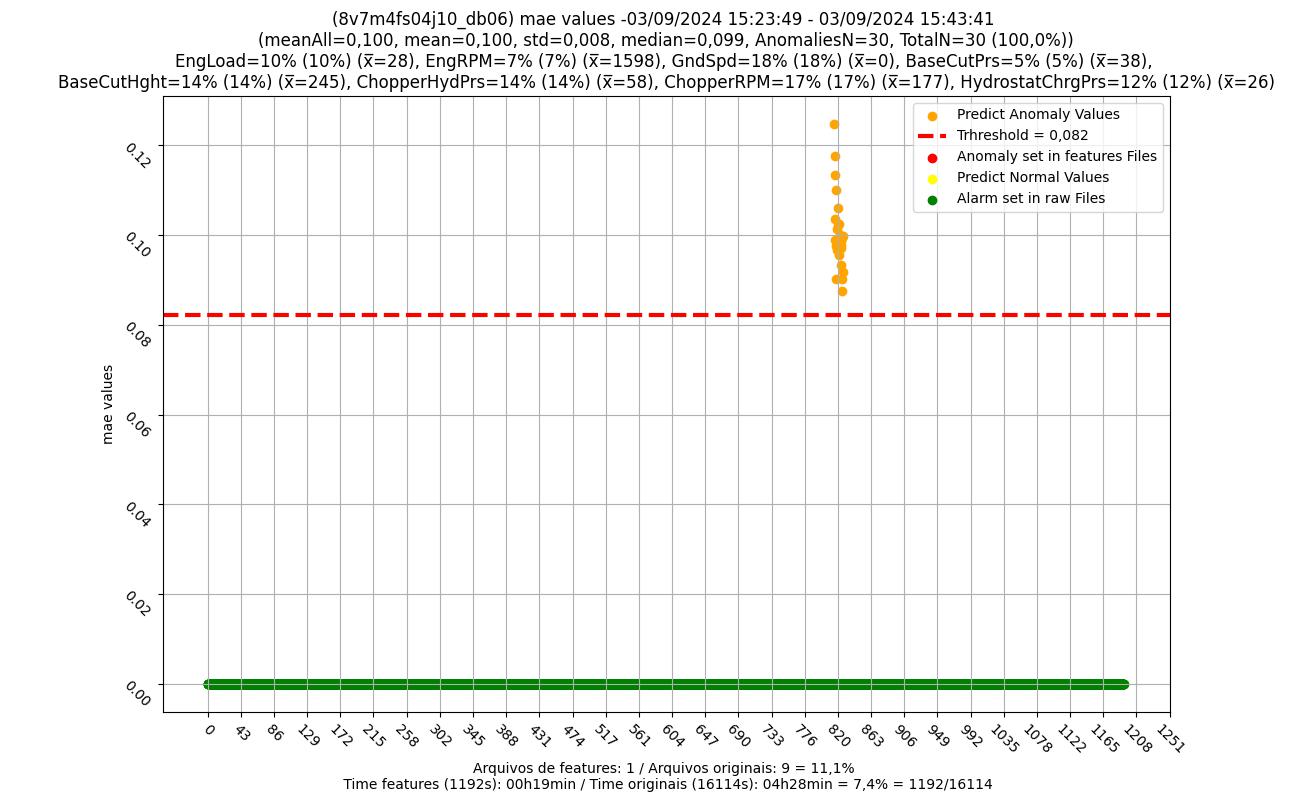 (8v7m4fs04j10_db06) mae values -03/09/2024 15:23:49 - 03/09/2024 15:43:41
(meanAll=0,100, mean=0,100, std=0,008, median=0,099, AnomaliesN=30, TotalN=30 (100,0%))
EngLoad=10% (10%) (x̅=28), EngRPM=7% (7%) (x̅=1598), GndSpd=18% (18%) (x̅=0), BaseCutPrs=5% (5%) (x̅=38),
BaseCutHght=14% (14%) (x̅=245), ChopperHydPrs=14% (14%) (x̅=58), ChopperRPM=17% (17%) (x̅=177), HydrostatChrgPrs=12% (12%) (x̅=26)
Predict Anomaly Values
Trhreshold = 0,082
Anomaly set in features Files
Predict Normal Values
Alarm set in raw Files
0.12
0.10
0.08
0.06
0.04
0.02
0.00
mae values
0 43 86 129 172 215 258 302 345 388 431 474 517 561 604 647 690 733 776 820 863 906 949 992 1035 1078 1122 1165 1208 1251
Arquivos de features: 1 / Arquivos originais: 9 = 11,1%
Time features (1192s): 00h19min / Time originais (16114s): 04h28min = 7,4% = 1192/16114